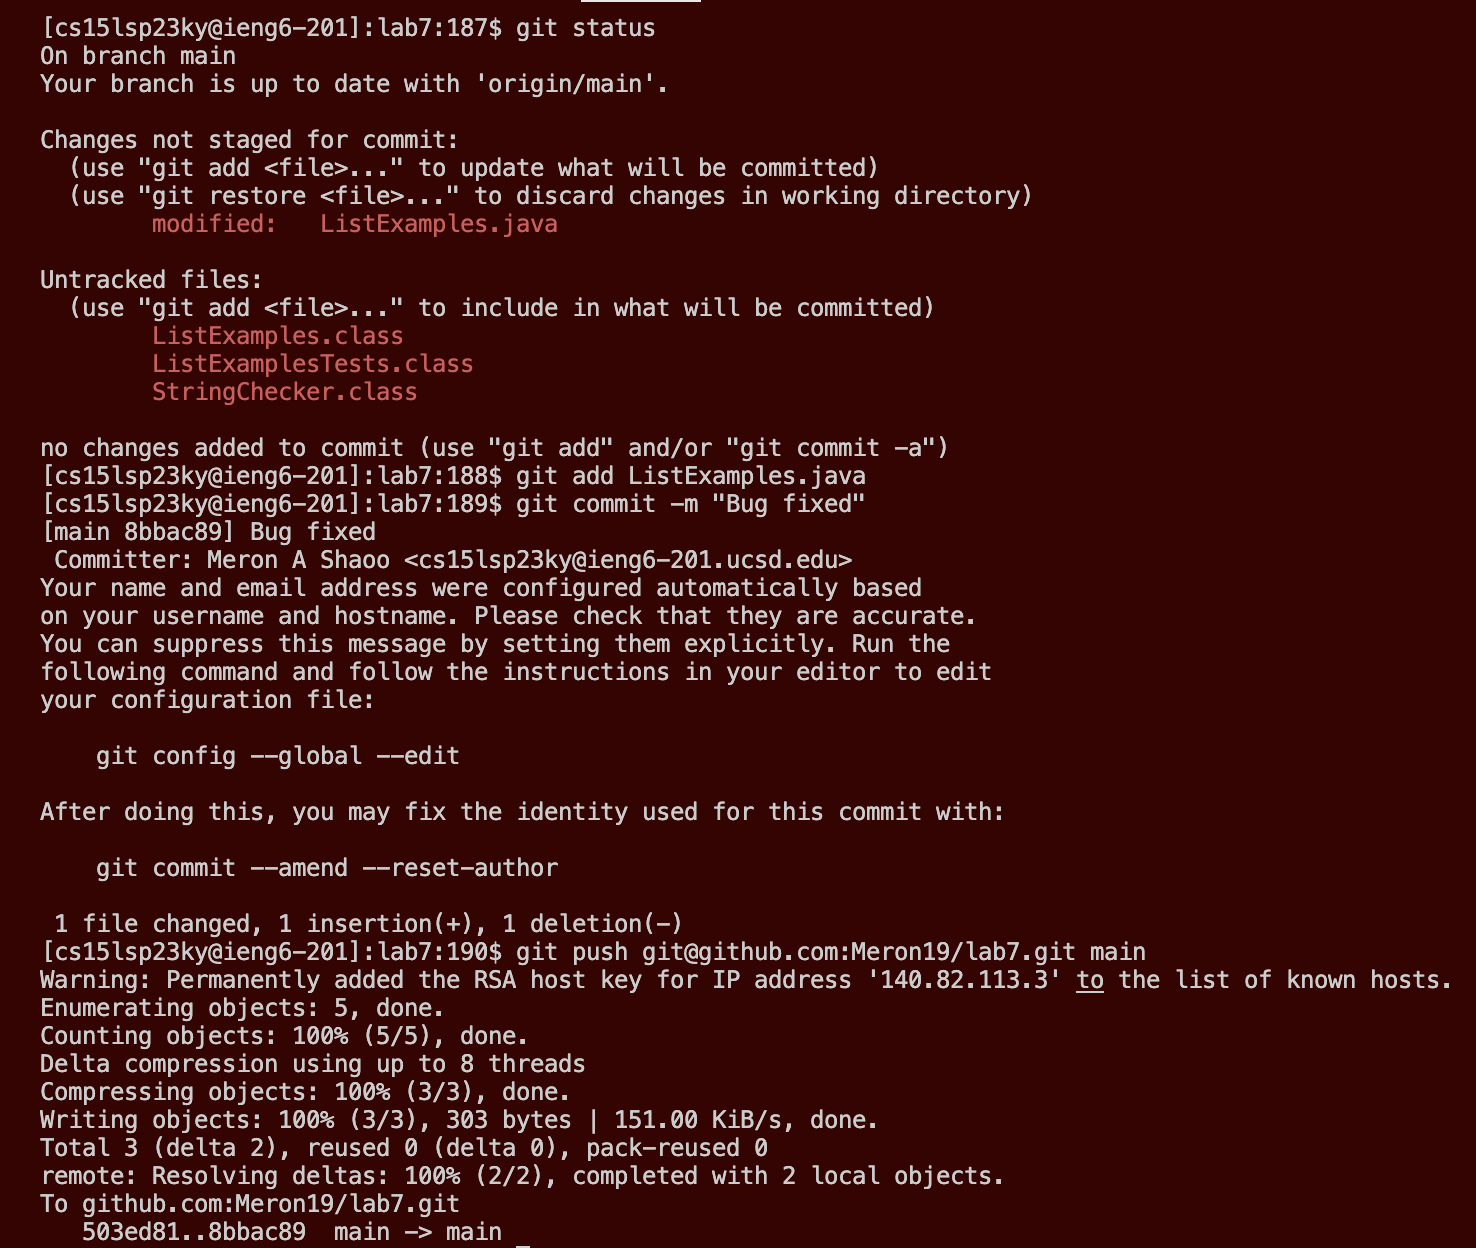 [cs15lsp23ky@ieng6-201]:lab7:187$ git status
On branch main
Your branch is up to date with 'origin/main'.

Changes not staged for commit:
  (use "git add <file>..." to update what will be committed)
  (use "git restore <file>..." to discard changes in working directory)
        modified:   ListExamples.java

Untracked files:
  (use "git add <file>..." to include in what will be committed)
        ListExamples.class
        ListExamplesTests.class
        StringChecker.class

no changes added to commit (use "git add" and/or "git commit -a")
[cs15lsp23ky@ieng6-201]:lab7:188$ git add ListExamples.java
[cs15lsp23ky@ieng6-201]:lab7:189$ git commit -m "Bug fixed"
[main 8bbac89] Bug fixed
 Committer: Meron A Shaoo <cs15lsp23ky@ieng6-201.ucsd.edu>
Your name and email address were configured automatically based
on your username and hostname. Please check that they are accurate.
You can suppress this message by setting them explicitly. Run the
following command and follow the instructions in your editor to edit
your configuration file:

    git config --global --edit

After doing this, you may fix the identity used for this commit with:

    git commit --amend --reset-author

 1 file changed, 1 insertion(+), 1 deletion(-)
[cs15lsp23ky@ieng6-201]:lab7:190$ git push git@github.com:Meron19/lab7.git main
Warning: Permanently added the RSA host key for IP address '140.82.113.3' to the list of known hosts.
Enumerating objects: 5, done.
Counting objects: 100% (5/5), done.
Delta compression using up to 8 threads
Compressing objects: 100% (3/3), done.
Writing objects: 100% (3/3), 303 bytes | 151.00 KiB/s, done.
Total 3 (delta 2), reused 0 (delta 0), pack-reused 0
remote: Resolving deltas: 100% (2/2), completed with 2 local objects.
To github.com:Meron19/lab7.git
   503ed81..8bbac89  main -> main